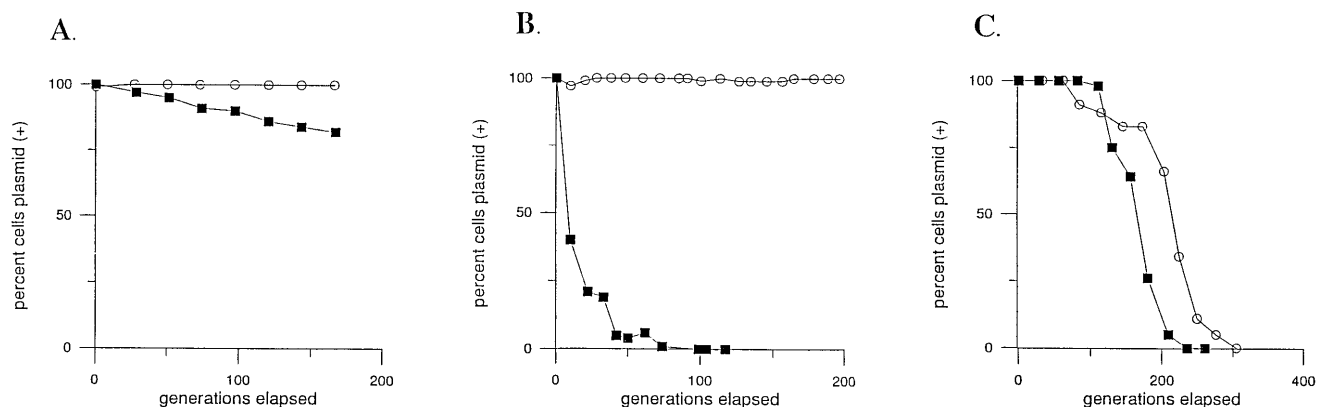 A.
percent cells plasmid (+)
100
50
0
0
100
200
generations elapsed
B.
percent cells plasmid (+)
100
50
0
0
100
200
generations elapsed
C.
percent cells plasmid (+)
100
50
0
0
200
400
generations elapsed